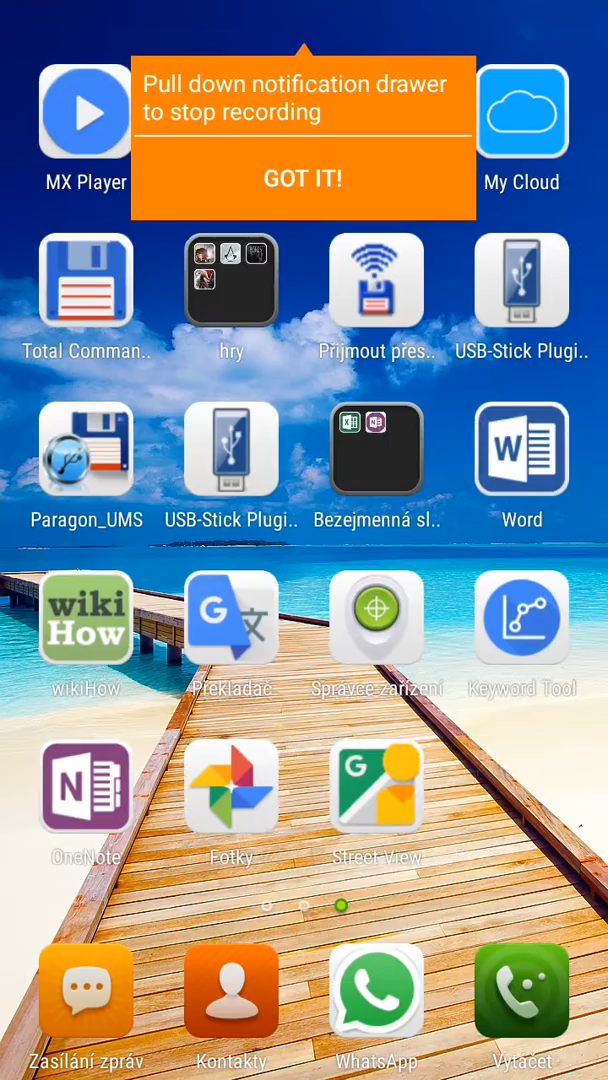 Pull down notification drawer
to stop recording
GOT IT!
MX Player
My Cloud
Total Comman..
hry
Přijmout přes..
USB-Stick Plugi..
Paragon_UMS
USB-Stick Plugi..
Bezejmenná sl..
W
Word
wiki
How
G
wikiHow
Překladač
Správce zařízení
Keyword Tool
N
G
OneNote
Fotky
Street View
Zasílání zpráv
Kontakty
WhatsApp
Vytáčet